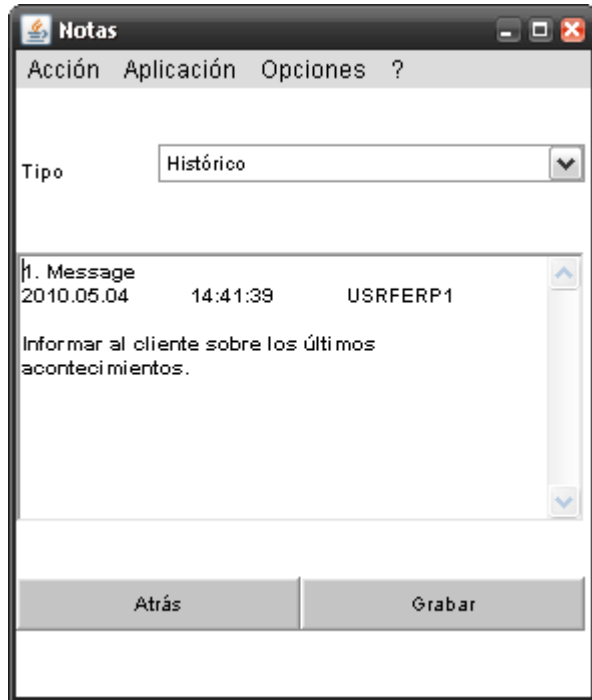 Notas
Acción Aplicación Opciones ?
Tipo Histórico
1. Message
2010.05.04 14:41:39 USRFERP1
Informar al cliente sobre los últimos
acontecimientos.
Atrás Grabar